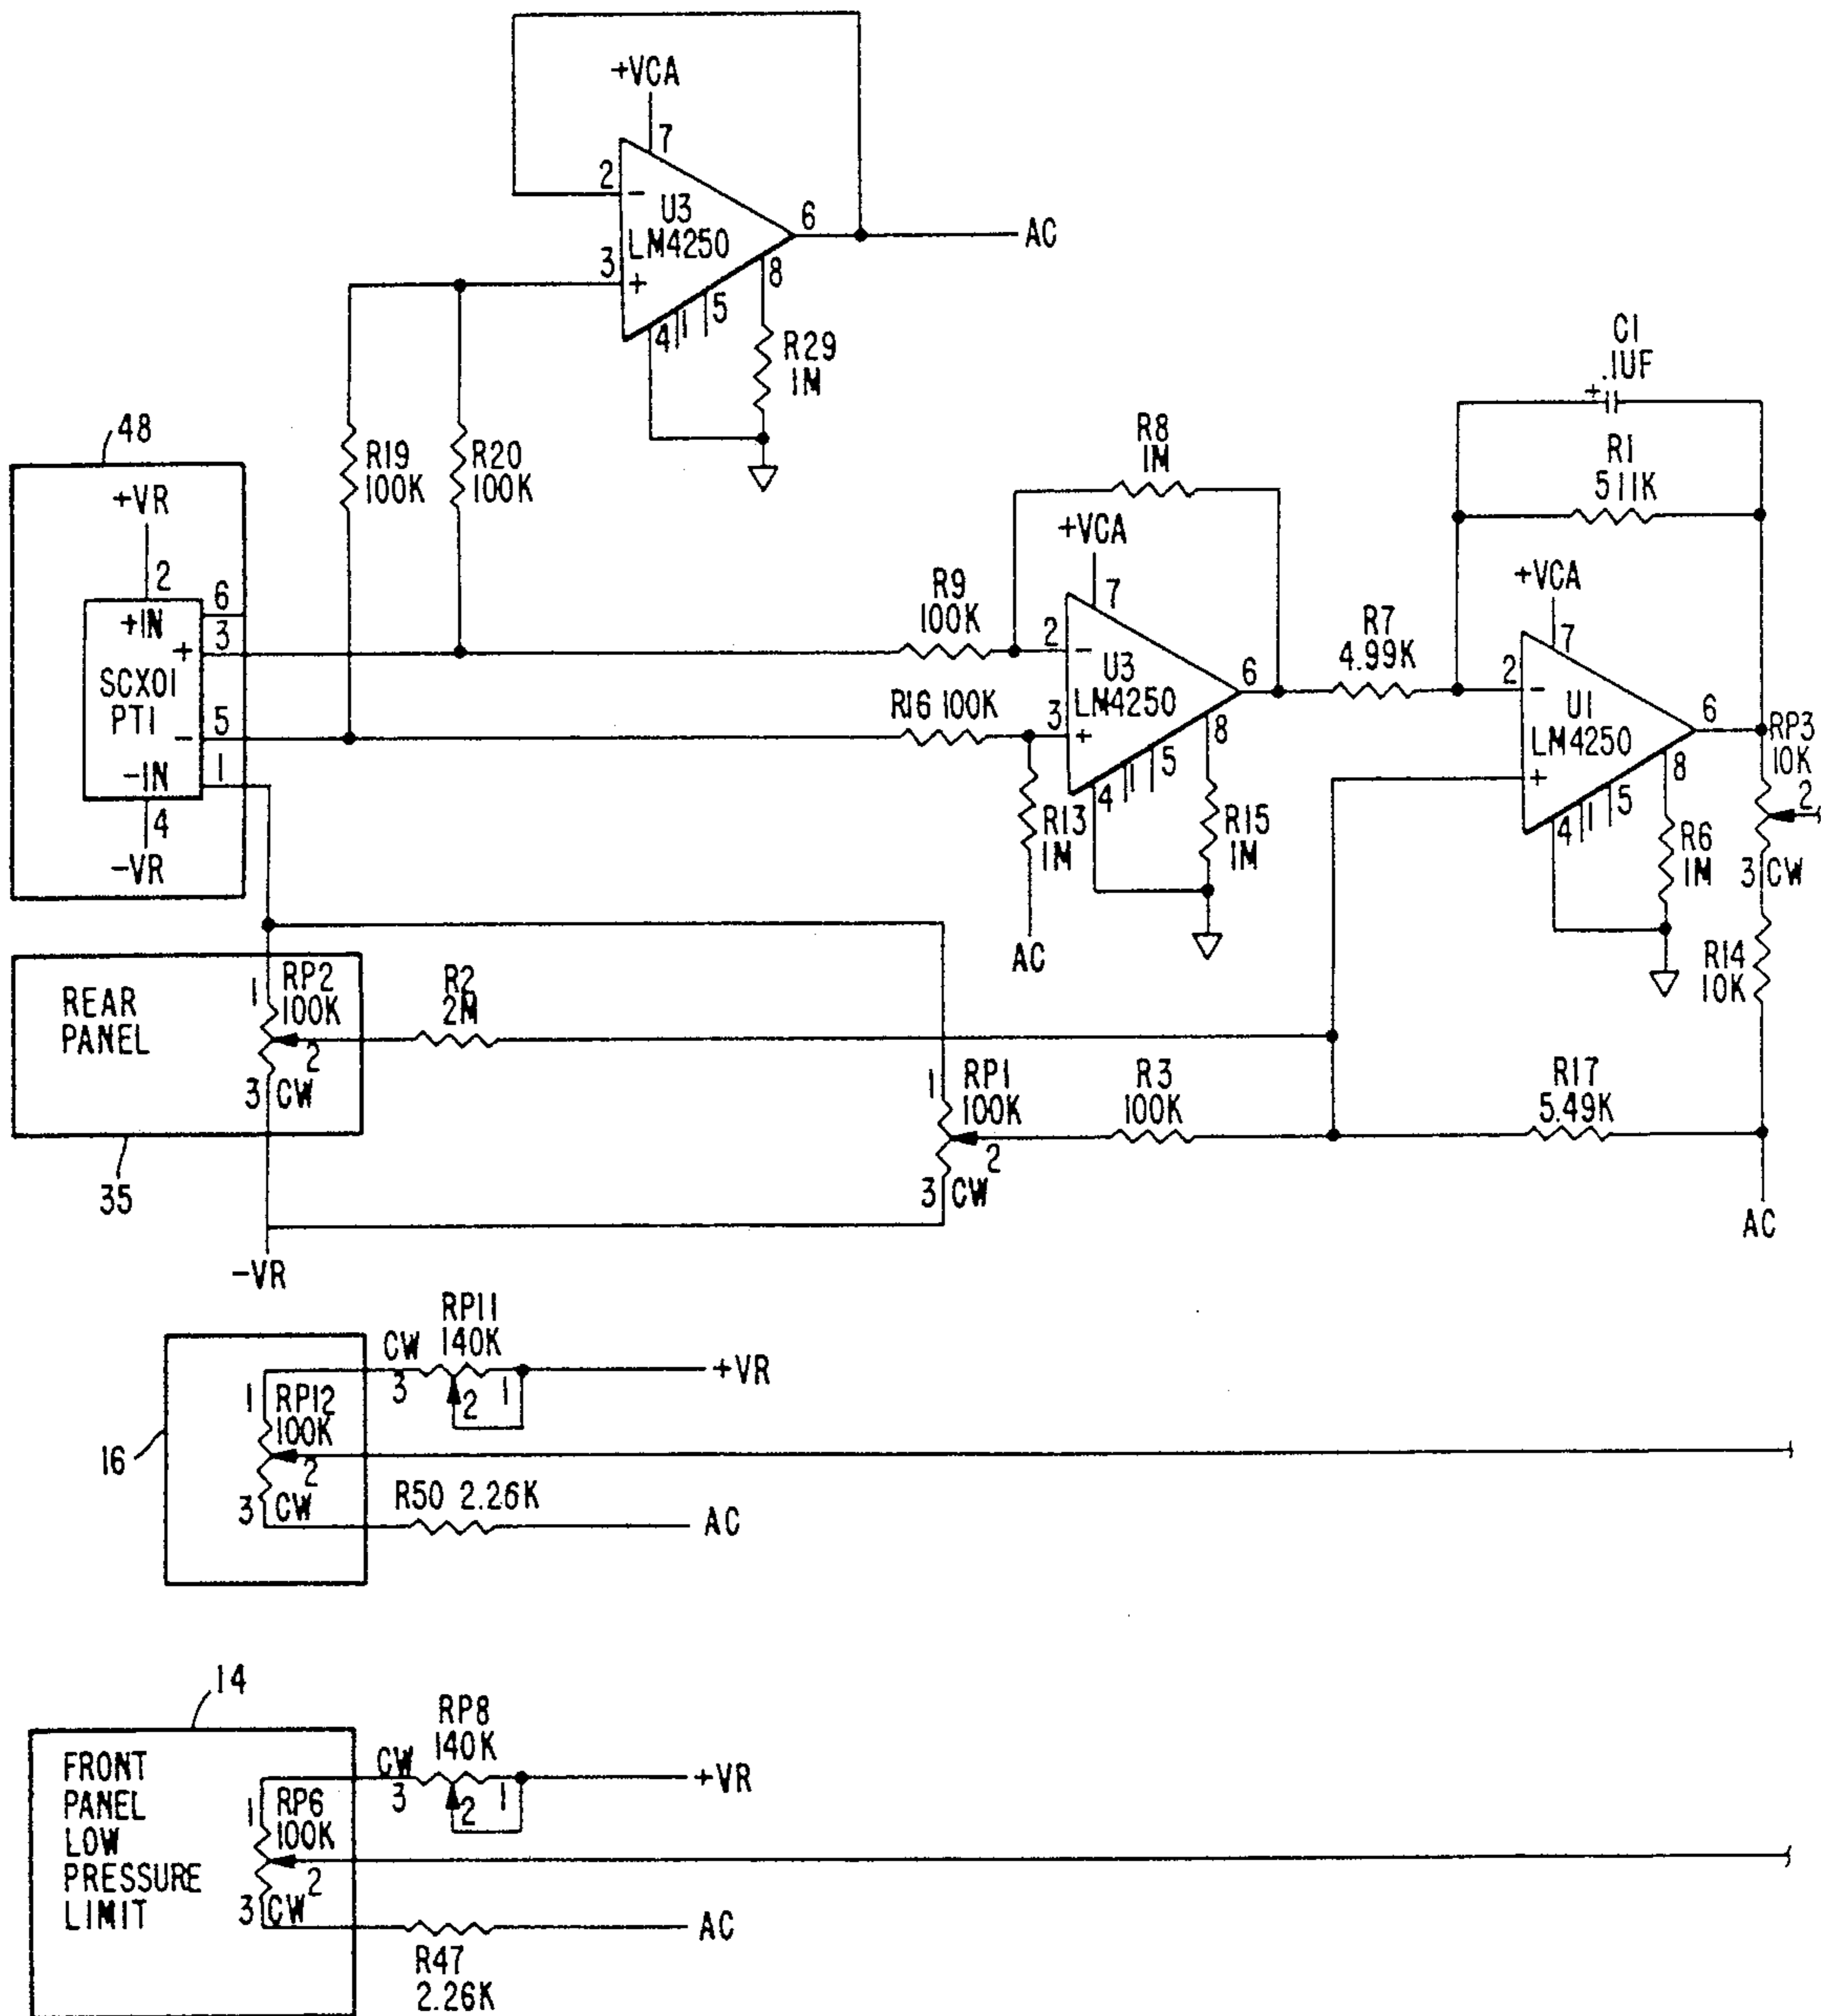 +VCA
7
2
−
U3
LM4250
6
AC
3
+
8
5
1
4
R29
1M
C1
.1UF
+
48
R19
100K
R20
100K
R8
1M
R1
511K
+VR
2
6
+IN
3
+
SCX01
PT1
5
−
−IN
1
4
−VR
R9
100K
+VCA
7
2
−
U3
LM4250
6
R16 100K
3
+
8
5
1
4
R13
1M
R15
1M
AC
R7
4.99K
+VCA
7
2
−
U1
LM4250
6
+
8
5
1
4
RP3
10K
2
3 CW
R6
1M
R14
10K
REAR
PANEL
1
RP2
100K
2
3 CW
R2
2M
1
RP1
100K
2
3 CW
R3
100K
R17
5.49K
AC
35
−VR
RP11
140K
CW
3
2
1
+VR
1
RP12
100K
2
3 CW
16
R50 2.26K
AC
14
RP8
140K
CW
3
2
1
+VR
FRONT
PANEL
LOW
PRESSURE
LIMIT
1
RP6
100K
2
3 CW
AC
R47
2.26K